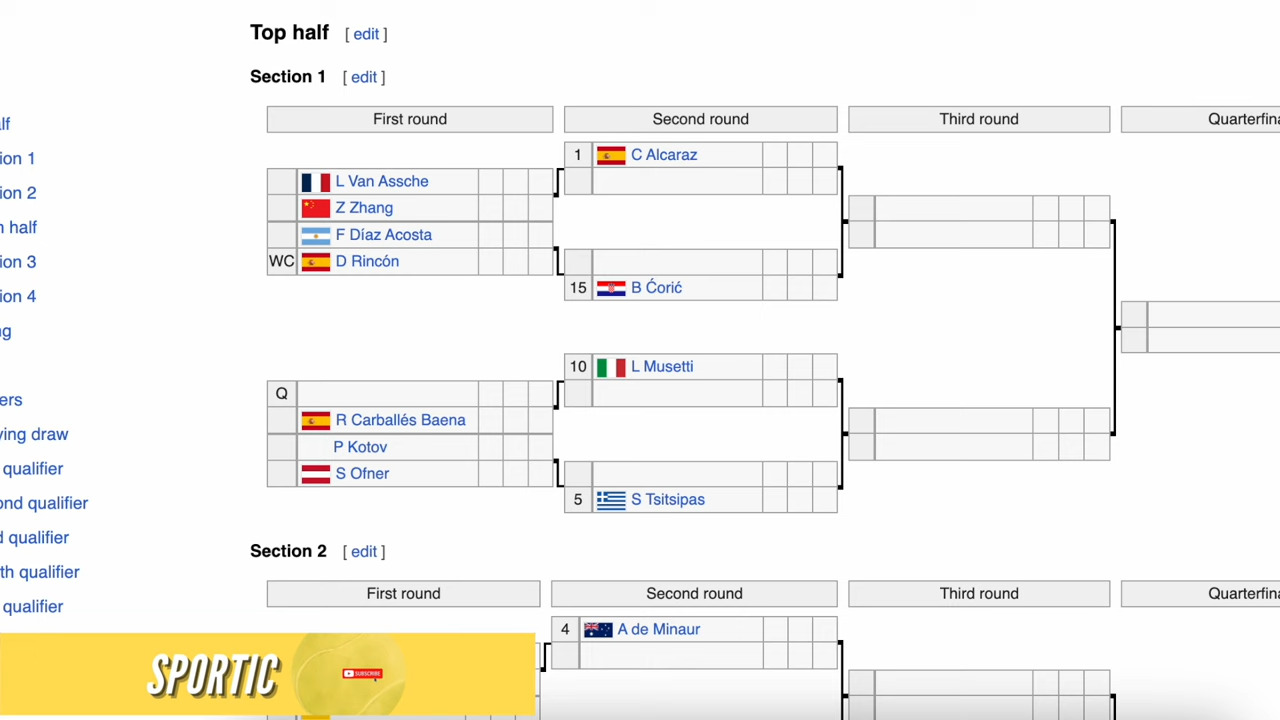 Top half [ edit ]
Section 1 [ edit ]
First round Second round Third round Quarterfina
1 C Alcaraz
L Van Assche
Z Zhang
F Díaz Acosta
WC D Rincón
15 B Ćorić
10 L Musetti
Q
R Carballés Baena
P Kotov
S Ofner
5 S Tsitsipas
Section 2 [ edit ]
First round Second round Third round Quarterfina
4 A de Minaur
lf
ion 1
ion 2
n half
ion 3
ion 4
ng
ers
ying draw
qualifier
ond qualifier
d qualifier
th qualifier
qualifier
SPORTIC
SUBSCRIBE